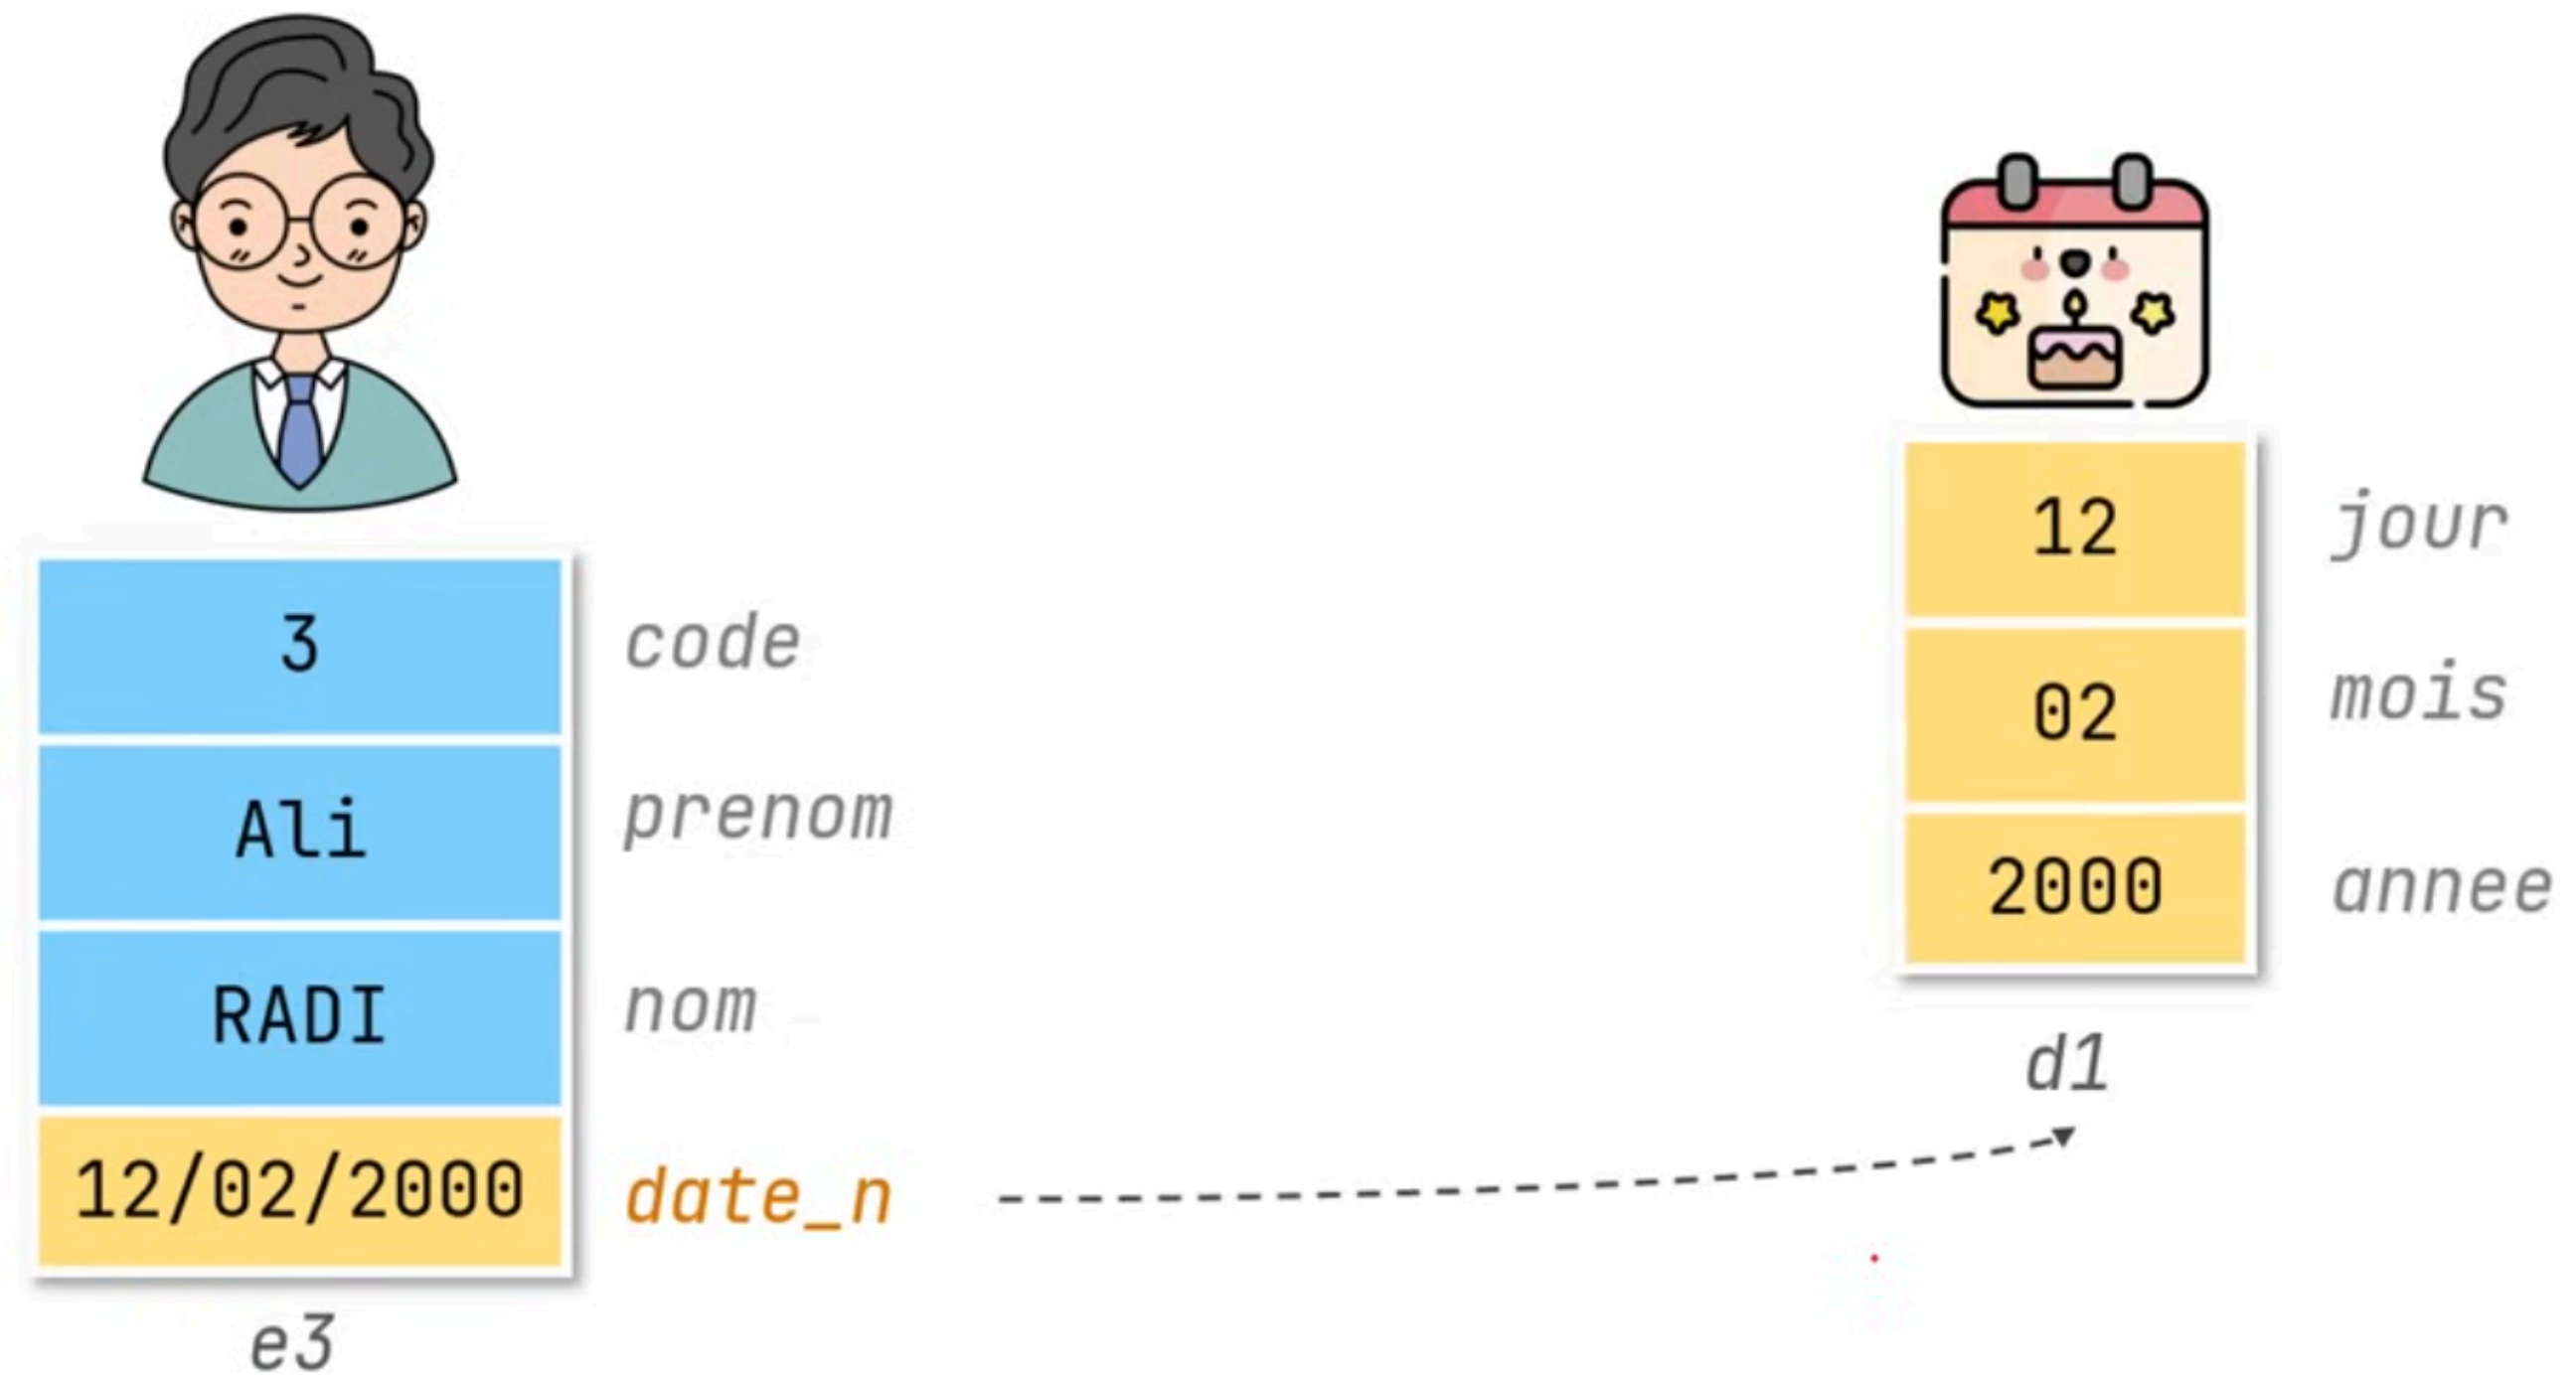 3
code
Ali
prenom
RADI
nom
12/02/2000
date_n
e3
12
jour
02
mois
2000
annee
d1